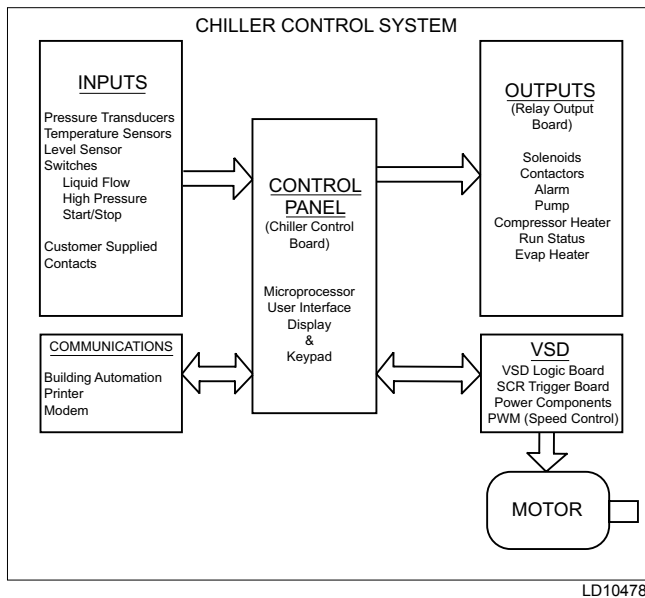 CHILLER CONTROL SYSTEM
INPUTS
Pressure Transducers
Temperature Sensors
Level Sensor
Switches
Liquid Flow
High Pressure
Start/Stop
Customer Supplied
Contacts
COMMUNICATIONS
Building Automation
Printer
Modem
CONTROL
PANEL
(Chiller Control
Board)
Microprocessor
User Interface
Display
&
Keypad
OUTPUTS
(Relay Output
Board)
Solenoids
Contactors
Alarm
Pump
Compressor Heater
Run Status
Evap Heater
VSD
VSD Logic Board
SCR Trigger Board
Power Components
PWM (Speed Control)
MOTOR
LD10478